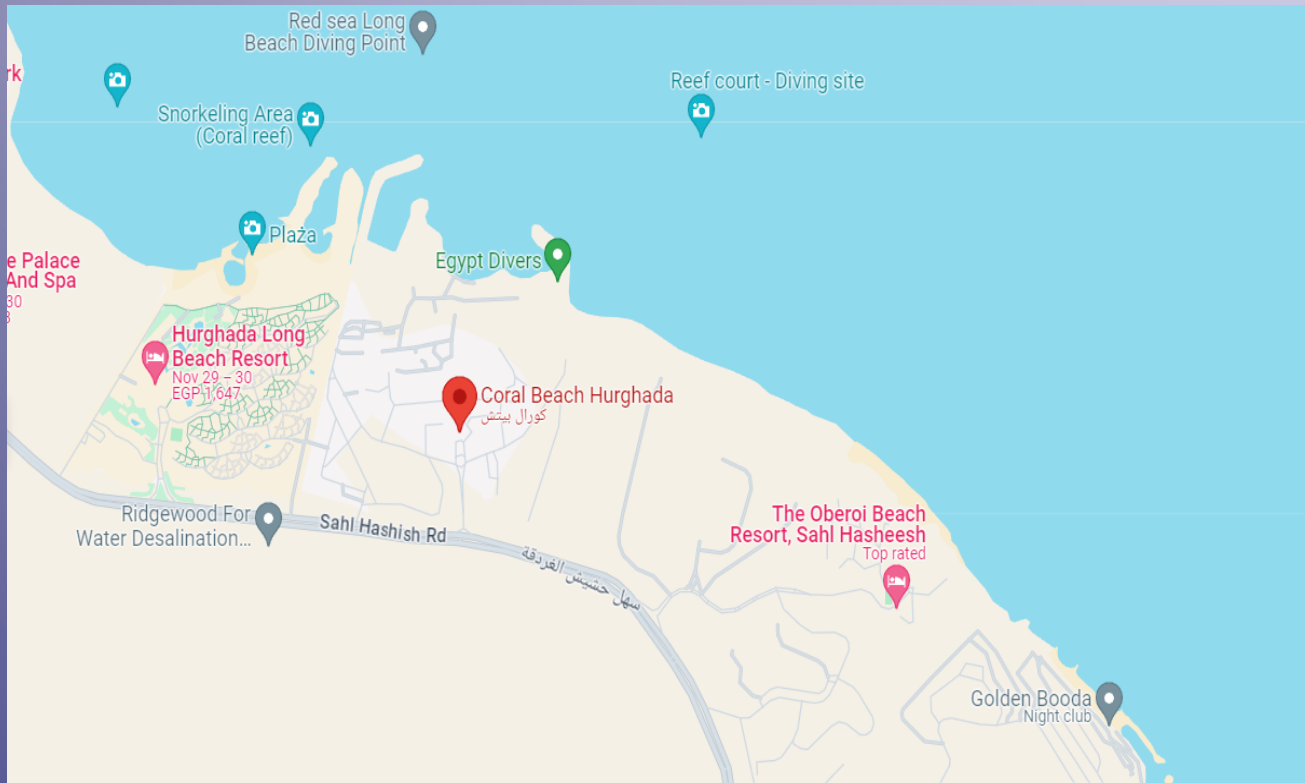 Red sea Long
Beach Diving Point
rk
Reef court - Diving site
Snorkeling Area
(Coral reef)
Plaża
e Palace
And Spa
30
3
Egypt Divers
Hurghada Long
Beach Resort
Nov 29 – 30
EGP 1,647
Coral Beach Hurghada
كورال بيتش
Ridgewood For
Water Desalination...
Sahl Hashish Rd
سهل حشيش الغردقة
The Oberoi Beach
Resort, Sahl Hasheesh
Top rated
Golden Booda
Night club